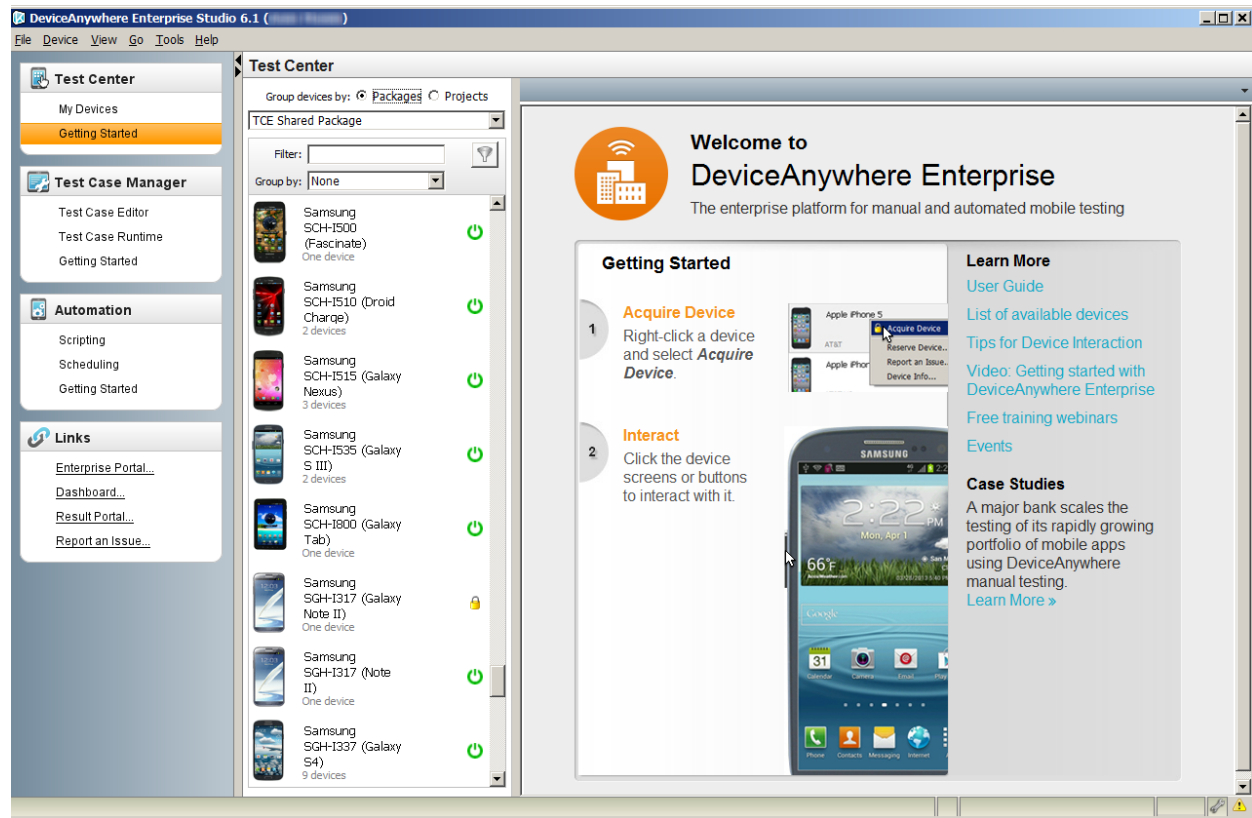 DeviceAnywhere Enterprise Studio 6.1 ( )
File Device View Go Tools Help
Test Center
My Devices
Getting Started
Test Case Manager
Test Case Editor
Test Case Runtime
Getting Started
Automation
Scripting
Scheduling
Getting Started
Links
Enterprise Portal...
Dashboard...
Result Portal...
Report an Issue...
Test Center
Group devices by: Packages Projects
TCE Shared Package
Filter:
Group by: None
Samsung
SCH-I500
(Fascinate)
One device
Samsung
SCH-I510 (Droid
Charge)
2 devices
Samsung
SCH-I515 (Galaxy
Nexus)
3 devices
Samsung
SCH-I535 (Galaxy
S III)
2 devices
Samsung
SCH-I800 (Galaxy
Tab)
One device
Samsung
SGH-I317 (Galaxy
Note II)
One device
Samsung
SGH-I317 (Note
II)
One device
Samsung
SGH-I337 (Galaxy
S4)
9 devices
Welcome to
DeviceAnywhere Enterprise
The enterprise platform for manual and automated mobile testing
Getting Started
1
Acquire Device
Right-click a device
and select Acquire
Device.
Apple iPhone 5
AT&T
Apple iPhor
Acquire Device
Reserve Device...
Report an Issue...
Device Info...
2
Interact
Click the device
screens or buttons
to interact with it.
SAMSUNG
2:22 PM
Mon, Apr 1
66°F
Google
31
Calendar Camera Email Play
Phone Contacts Messaging Internet
Learn More
User Guide
List of available devices
Tips for Device Interaction
Video: Getting started with
DeviceAnywhere Enterprise
Free training webinars
Events
Case Studies
A major bank scales the
testing of its rapidly growing
portfolio of mobile apps
using DeviceAnywhere
manual testing.
Learn More »